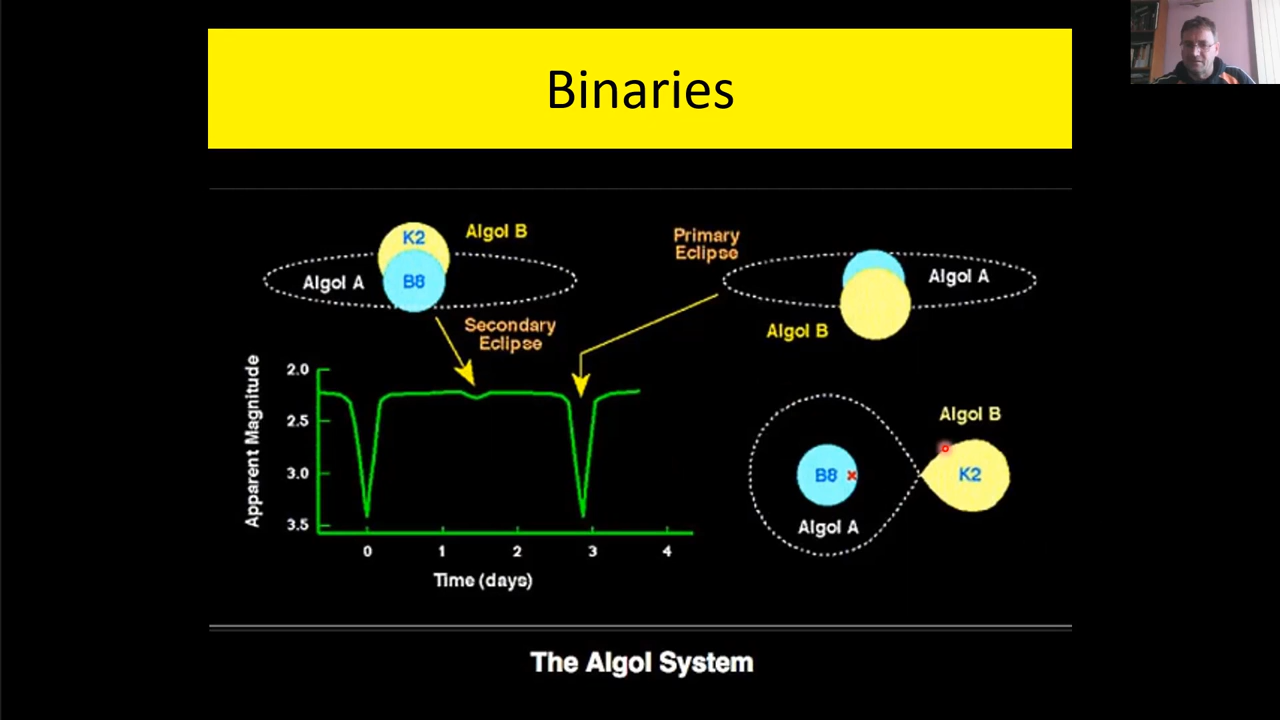 Binaries
K2
Algol B
Algol A
B8
Secondary
Eclipse
Primary
Eclipse
Algol A
Algol B
Apparent Magnitude
2.0
2.5
3.0
3.5
0 1 2 3 4
Time (days)
Algol B
B8 x
K2
Algol A
The Algol System